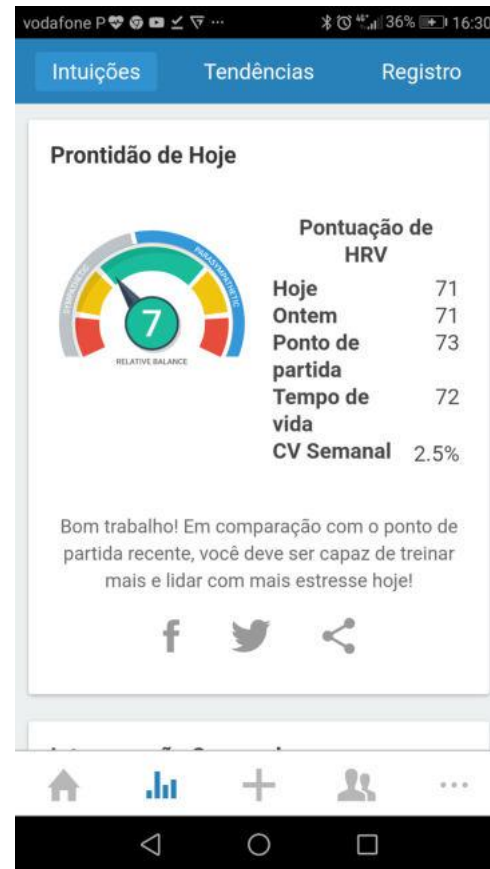 vodafone P ... 4G+ 36% 16:30
Intuições Tendências Registro
Prontidão de Hoje
SYMPATHETIC PARASYMPATHETIC
7
RELATIVE BALANCE
Pontuação de
HRV
Hoje 71
Ontem 71
Ponto de 73
partida
Tempo de 72
vida
CV Semanal 2.5%
Bom trabalho! Em comparação com o ponto de
partida recente, você deve ser capaz de treinar
mais e lidar com mais estresse hoje!